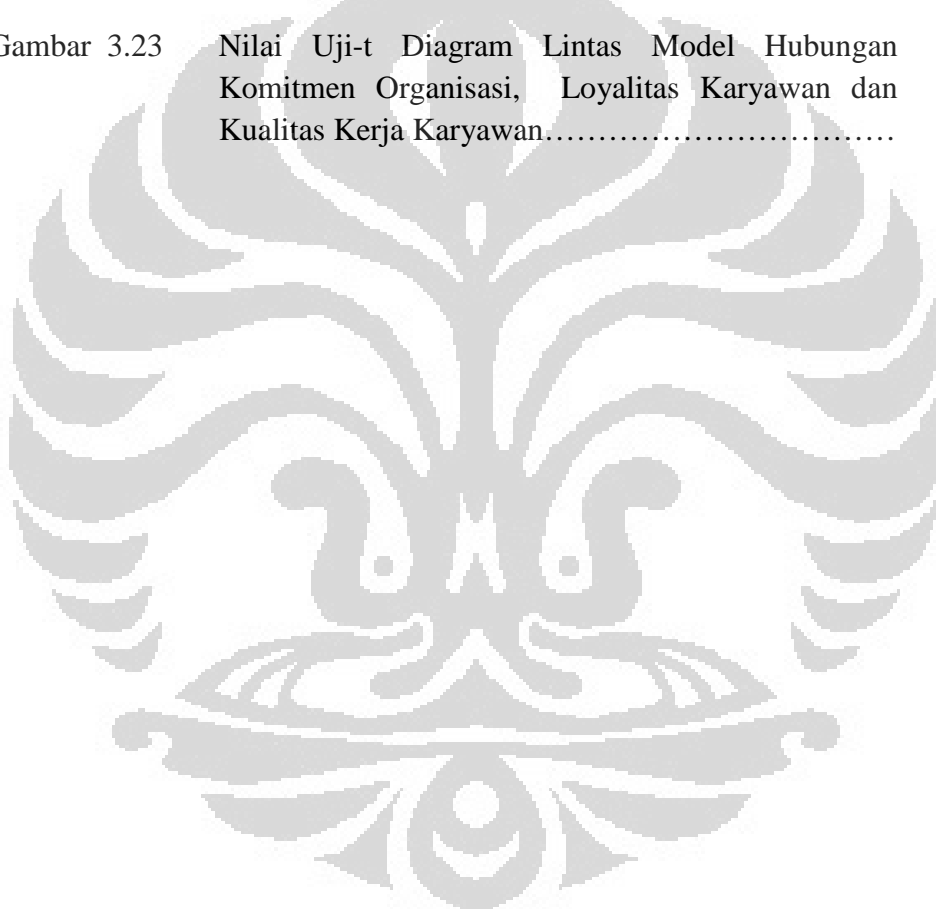 Gambar 3.23 Nilai Uji-t Diagram Lintas Model Hubungan
Komitmen Organisasi, Loyalitas Karyawan dan
Kualitas Kerja Karyawan................................